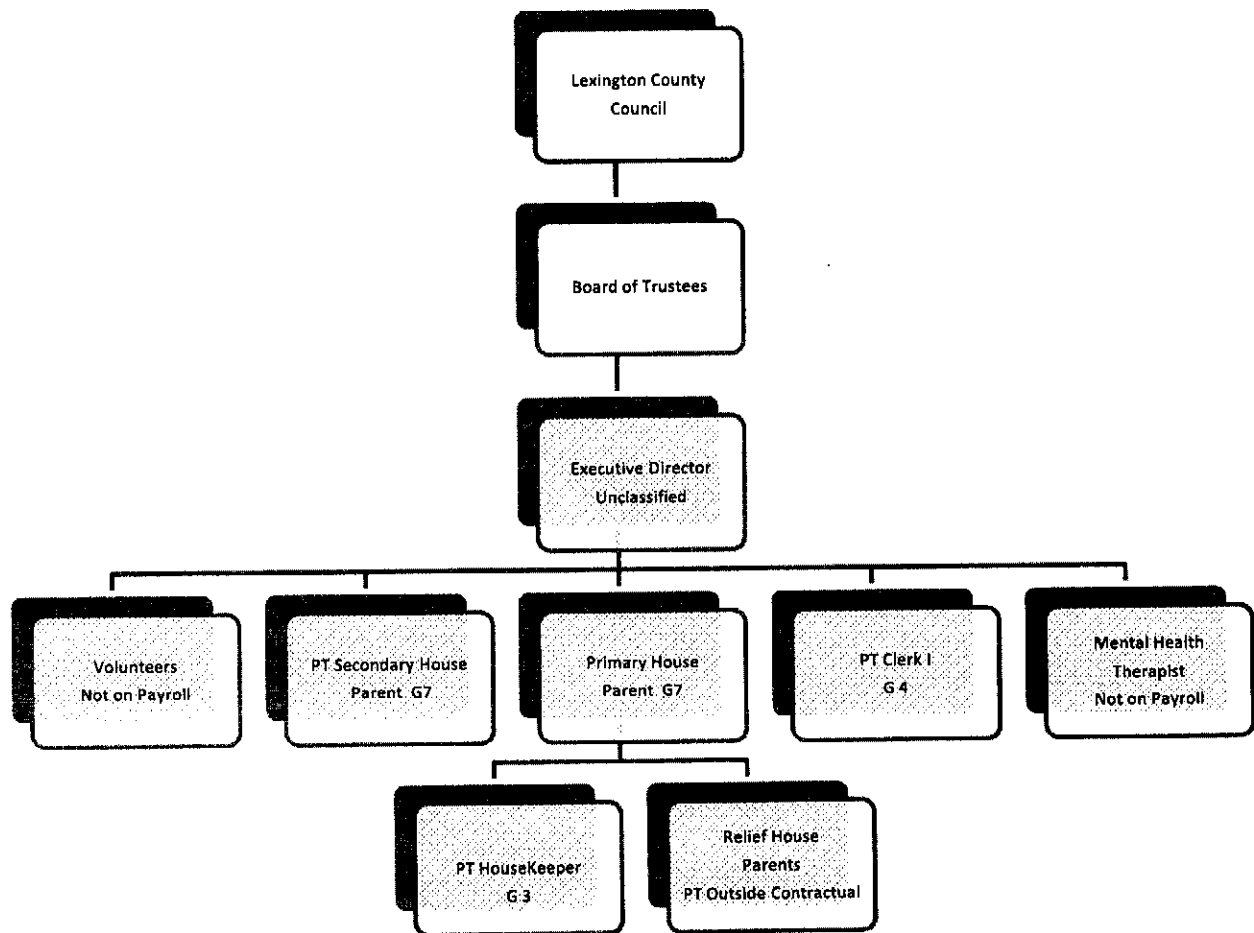 Lexington County
Council
Board of Trustees
Executive Director
Unclassified
Volunteers
Not on Payroll
PT Secondary House
Parent G7
Primary House
Parent G7
PT Clerk I
G 4
Mental Health
Therapist
Not on Payroll
PT HouseKeeper
G 3
Relief House
Parents
PT Outside Contractual